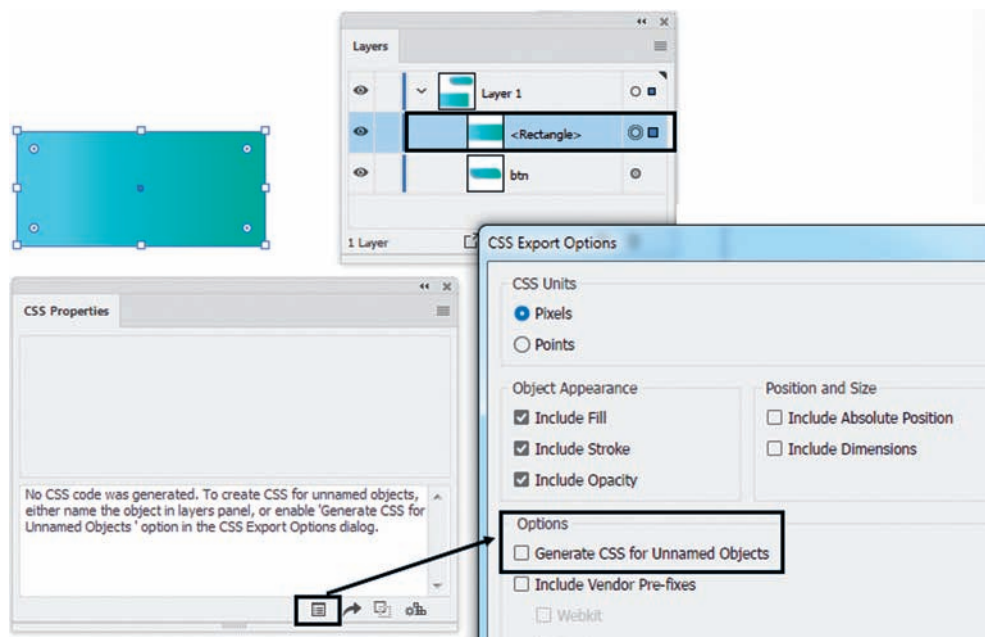 Layers
Layer 1
<Rectangle>
btn
1 Layer
CSS Properties
No CSS code was generated. To create CSS for unnamed objects,
either name the object in layers panel, or enable 'Generate CSS for
Unnamed Objects ' option in the CSS Export Options dialog.
CSS Export Options
CSS Units
Pixels
Points
Object Appearance
Include Fill
Include Stroke
Include Opacity
Position and Size
Include Absolute Position
Include Dimensions
Options
Generate CSS for Unnamed Objects
Include Vendor Pre-fixes
Webkit